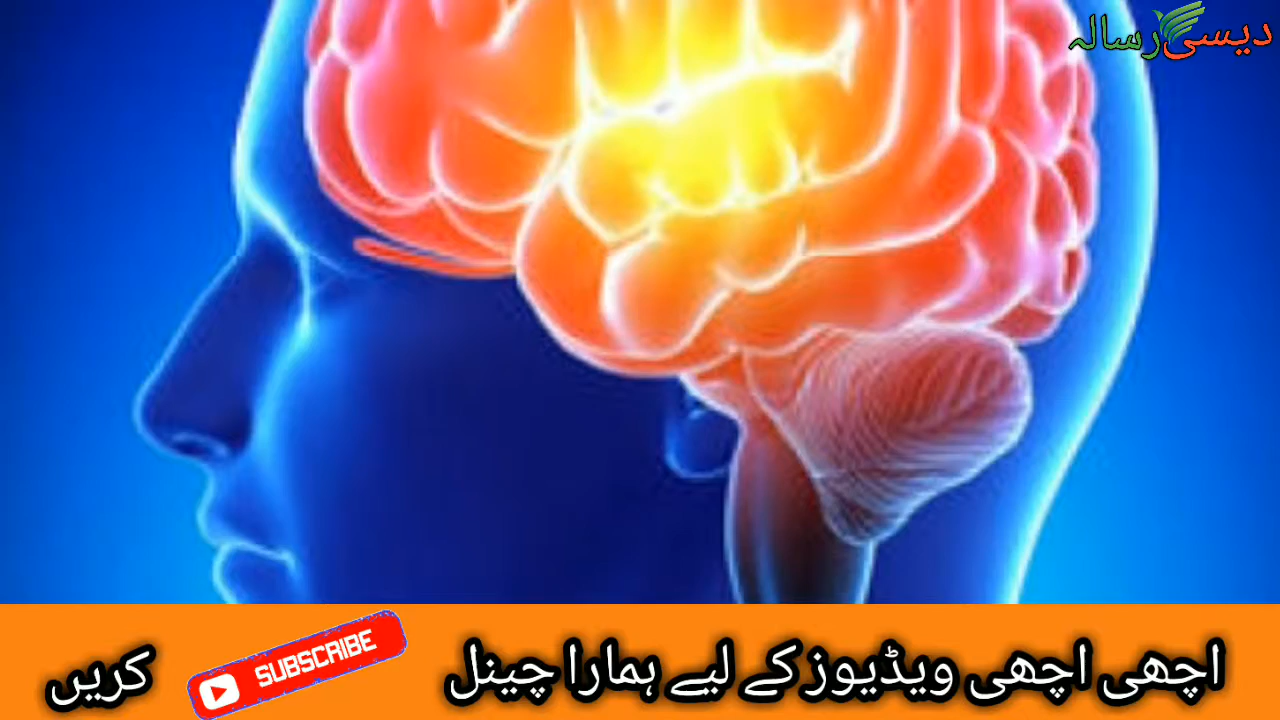 دیسی رسالہ
اچھی اچھی ویڈیوز کے لیے ہمارا چینل SUBSCRIBE کریں